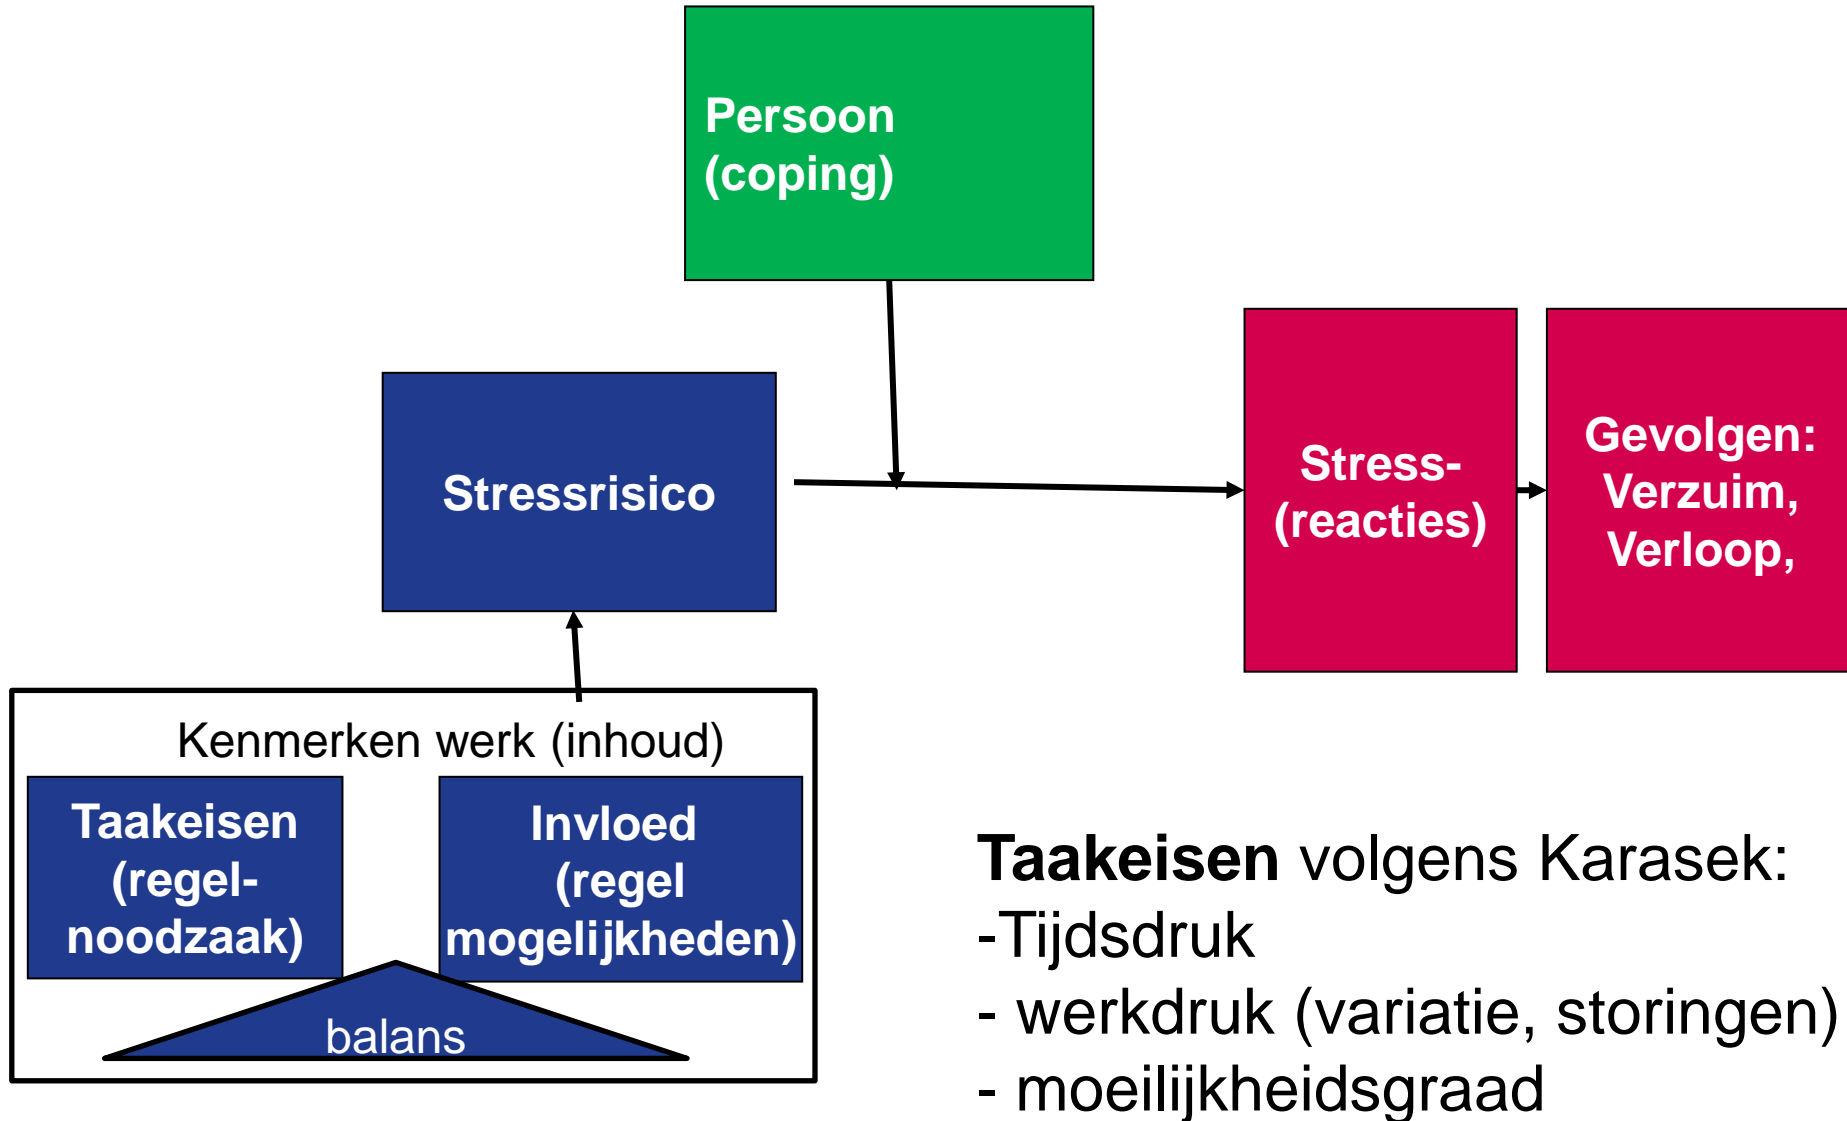 Persoon
(coping)
Stressrisico
Stress-
(reacties)
Gevolgen:
Verzuim,
Verloop,
Kenmerken werk (inhoud)
Taakeisen
(regel-
noodzaak)
Invloed
(regel
mogelijkheden)
balans
Taakeisen volgens Karasek:
-Tijdsdruk
- werkdruk (variatie, storingen)
- moeilijkheidsgraad